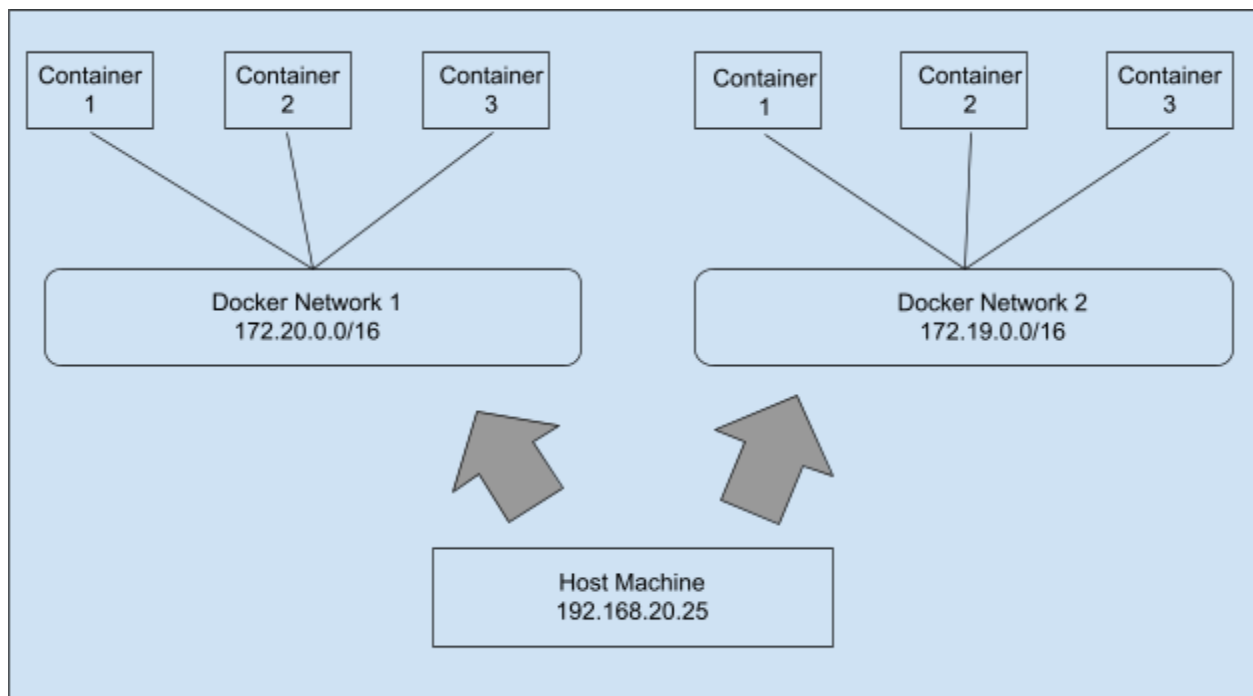 Container
1
Container
2
Container
3
Container
1
Container
2
Container
3
Docker Network 1
172.20.0.0/16
Docker Network 2
172.19.0.0/16
Host Machine
192.168.20.25